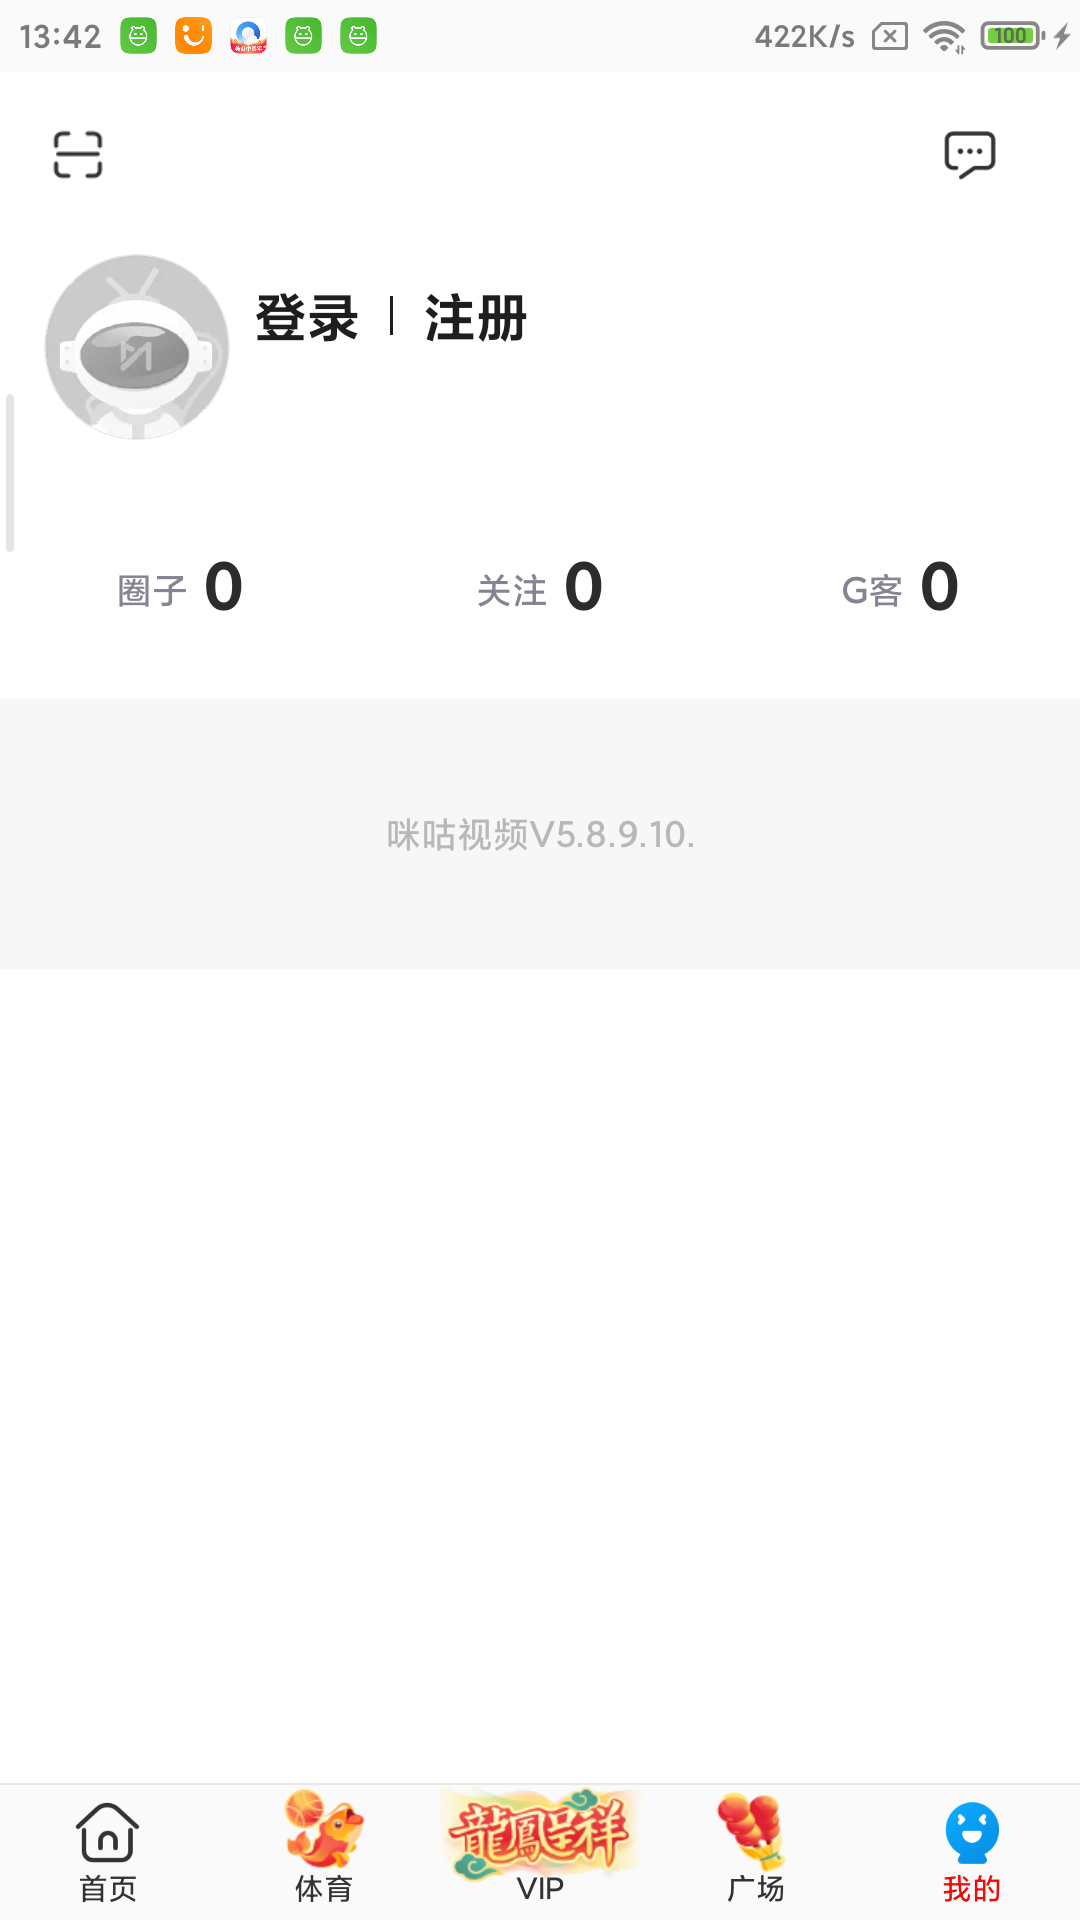 13:42 422K/s 100
登录 | 注册
圈子 0 关注 0 G客 0
咪咕视频V5.8.9.10.
龍鳳呈祥
首页 体育 VIP 广场 我的